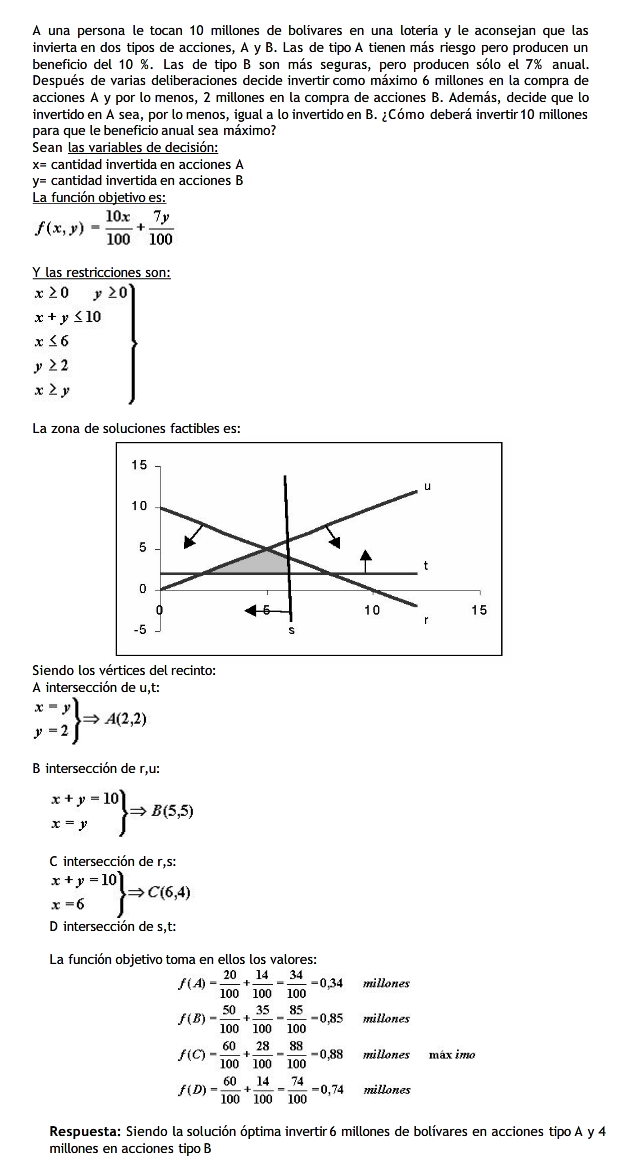 A una persona le tocan 10 millones de bolívares en una lotería y le aconsejan que las
invierta en dos tipos de acciones, A y B. Las de tipo A tienen más riesgo pero producen un
beneficio del 10 %. Las de tipo B son más seguras, pero producen sólo el 7% anual.
Después de varias deliberaciones decide invertir como máximo 6 millones en la compra de
acciones A y por lo menos, 2 millones en la compra de acciones B. Además, decide que lo
invertido en A sea, por lo menos, igual a lo invertido en B. ¿Cómo deberá invertir 10 millones
para que le beneficio anual sea máximo?
Sean las variables de decisión:
x= cantidad invertida en acciones A
y= cantidad invertida en acciones B
La función objetivo es:
f(x, y) = 10x/100 + 7y/100
Y las restricciones son:
x ≥ 0 y ≥ 0
x + y ≤ 10
x ≤ 6
y ≥ 2
x ≥ y
La zona de soluciones factibles es:
15
u
10
5
t
0
0 5 10 15
r
-5
s
Siendo los vértices del recinto:
A intersección de u,t:
x = y
y = 2
⇒ A(2,2)
B intersección de r,u:
x + y = 10
x = y
⇒ B(5,5)
C intersección de r,s:
x + y = 10
x = 6
⇒ C(6,4)
D intersección de s,t:
La función objetivo toma en ellos los valores:
f(A) = 20/100 + 14/100 = 34/100 = 0,34 millones
f(B) = 50/100 + 35/100 = 85/100 = 0,85 millones
f(C) = 60/100 + 28/100 = 88/100 = 0,88 millones máximo
f(D) = 60/100 + 14/100 = 74/100 = 0,74 millones
Respuesta: Siendo la solución óptima invertir 6 millones de bolívares en acciones tipo A y 4
millones en acciones tipo B